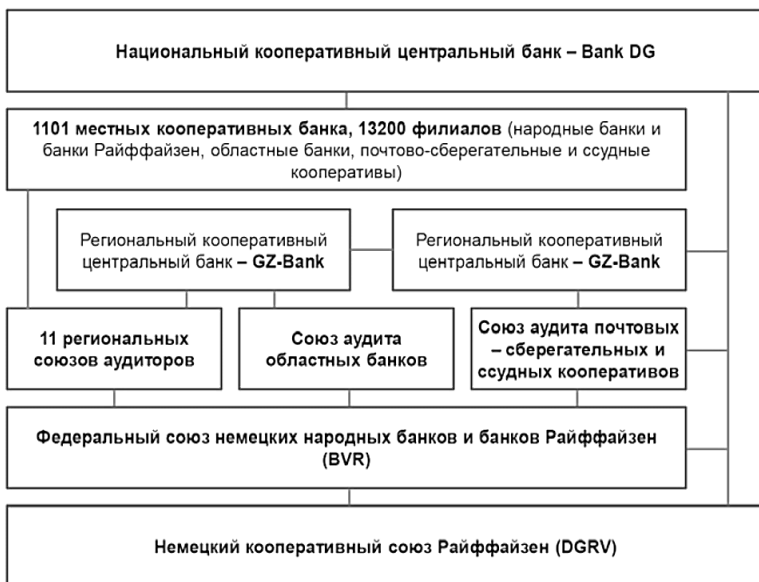 Национальный кооперативный центральный банк – Bank DG
1101 местных кооперативных банка, 13200 филиалов (народные банки и
банки Райффайзен, областные банки, почтово-сберегательные и ссудные
кооперативы)
Региональный кооперативный
центральный банк – GZ-Bank
Региональный кооперативный
центральный банк – GZ-Bank
11 региональных
союзов аудиторов
Союз аудита
областных банков
Союз аудита почтовых
– сберегательных и
ссудных кооперативов
Федеральный союз немецких народных банков и банков Райффайзен
(BVR)
Немецкий кооперативный союз Райффайзен (DGRV)